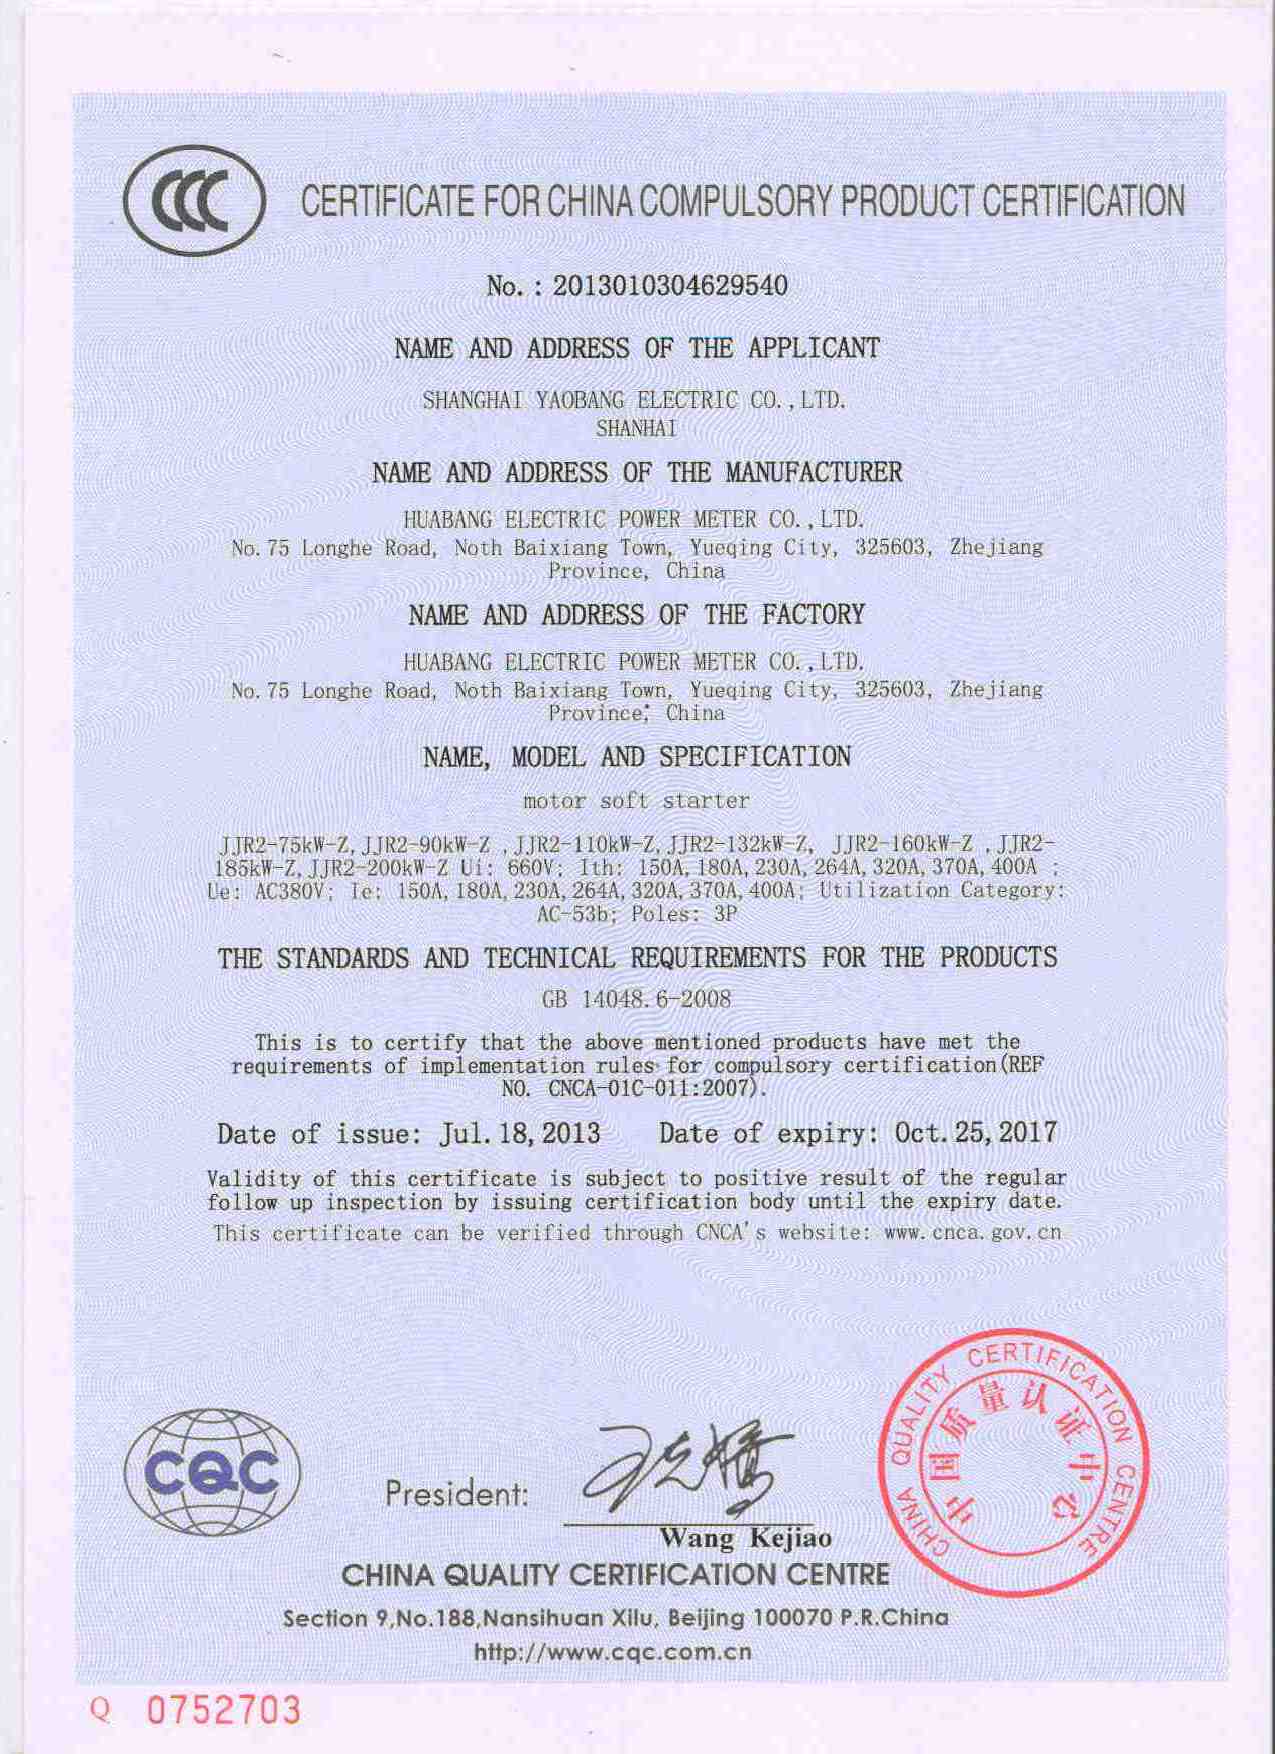 CCC
CERTIFICATE FOR CHINA COMPULSORY PRODUCT CERTIFICATION
No. : 2013010304629540
NAME AND ADDRESS OF THE APPLICANT
SHANGHAI YAOBANG ELECTRIC CO.,LTD.
SHANHAI
NAME AND ADDRESS OF THE MANUFACTURER
HUABANG ELECTRIC POWER METER CO.,LTD.
No.75 Longhe Road, Noth Baixiang Town, Yueqing City, 325603, Zhejiang
Province, China
NAME AND ADDRESS OF THE FACTORY
HUABANG ELECTRIC POWER METER CO.,LTD.
No.75 Longhe Road, Noth Baixiang Town, Yueqing City, 325603, Zhejiang
Province, China
NAME, MODEL AND SPECIFICATION
motor soft starter
JJR2-75kW-Z,JJR2-90kW-Z ,JJR2-110kW-Z,JJR2-132kW-Z, JJR2-160kW-Z ,JJR2-
185kW-Z,JJR2-200kW-Z Ui: 660V; Ith: 150A,180A,230A,264A,320A,370A,400A ;
Ue: AC380V; Ie: 150A,180A,230A,264A,320A,370A,400A; Utilization Category:
AC-53b; Poles: 3P
THE STANDARDS AND TECHNICAL REQUIREMENTS FOR THE PRODUCTS
GB 14048.6-2008
This is to certify that the above mentioned products have met the
requirements of implementation rules for compulsory certification(REF
NO. CNCA-01C-011:2007).
Date of issue: Jul.18,2013 Date of expiry: Oct.25,2017
Validity of this certificate is subject to positive result of the regular
follow up inspection by issuing certification body until the expiry date.
This certificate can be verified through CNCA's website: www.cnca.gov.cn
CHINA QUALITY CERTIFICATION CENTRE
中国质量认证中心
CQC
President:
Wang Kejiao
CHINA QUALITY CERTIFICATION CENTRE
Section 9,No.188,Nansihuan Xilu, Beijing 100070 P.R.China
http://www.cqc.com.cn
Q 0752703